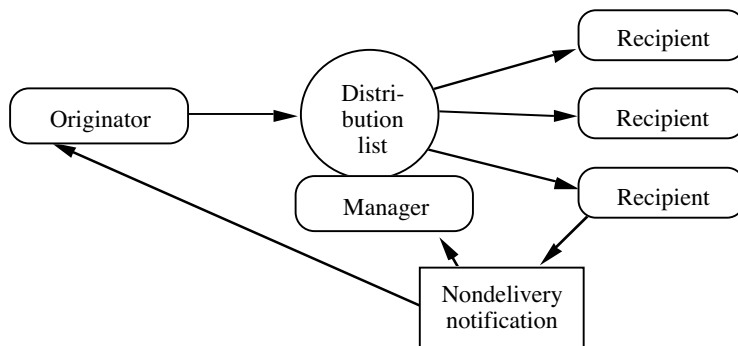 Recipient
Originator
Distri-
bution
list
Recipient
Recipient
Manager
Nondelivery
notification